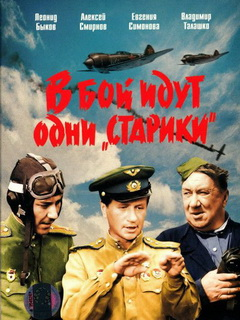 Леонид Алексей Евгения Владимир
Быков Смирнов Симонова Талашко
В БОЙ ИДУТ
ОДНИ „СТАРИКИ"